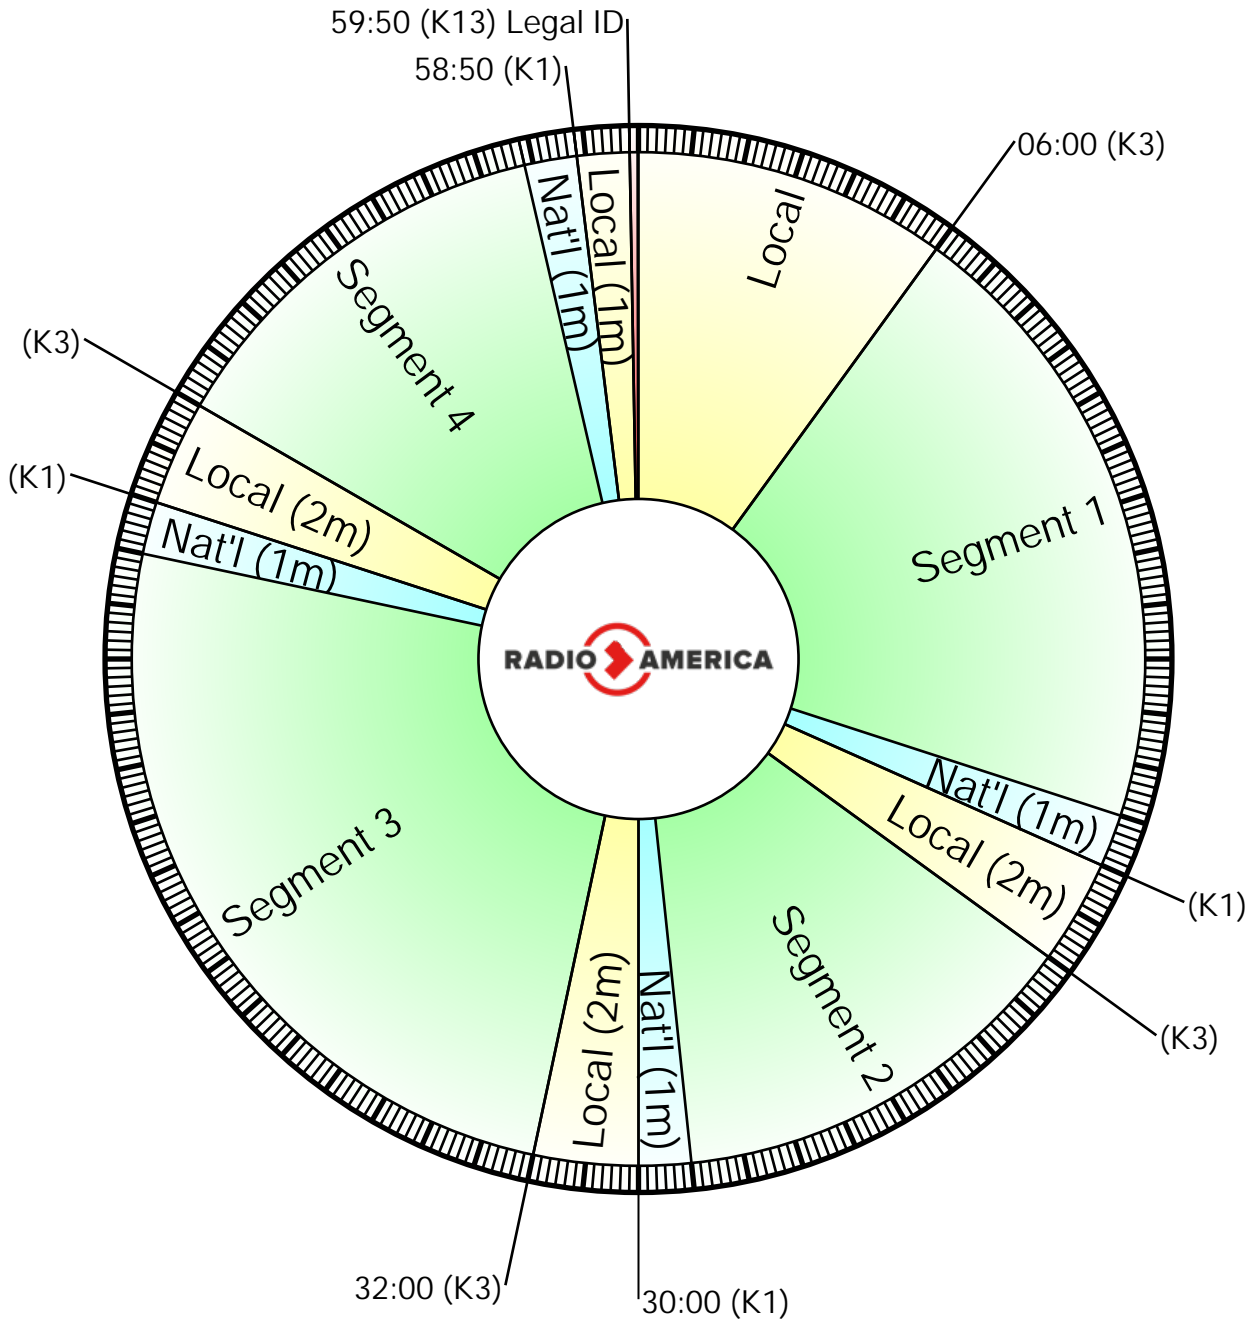 59:50 (K13) Legal ID
58:50 (K1)
06:00 (K3)
Local
Segment 1
Nat'l (1m)
(K1)
Local (2m)
(K3)
Segment 2
Nat'l (1m)
30:00 (K1)
Local (2m)
32:00 (K3)
Segment 3
Nat'l (1m)
(K1)
Local (2m)
(K3)
Segment 4
Nat'l (1m)
Local (1m)
RADIO AMERICA